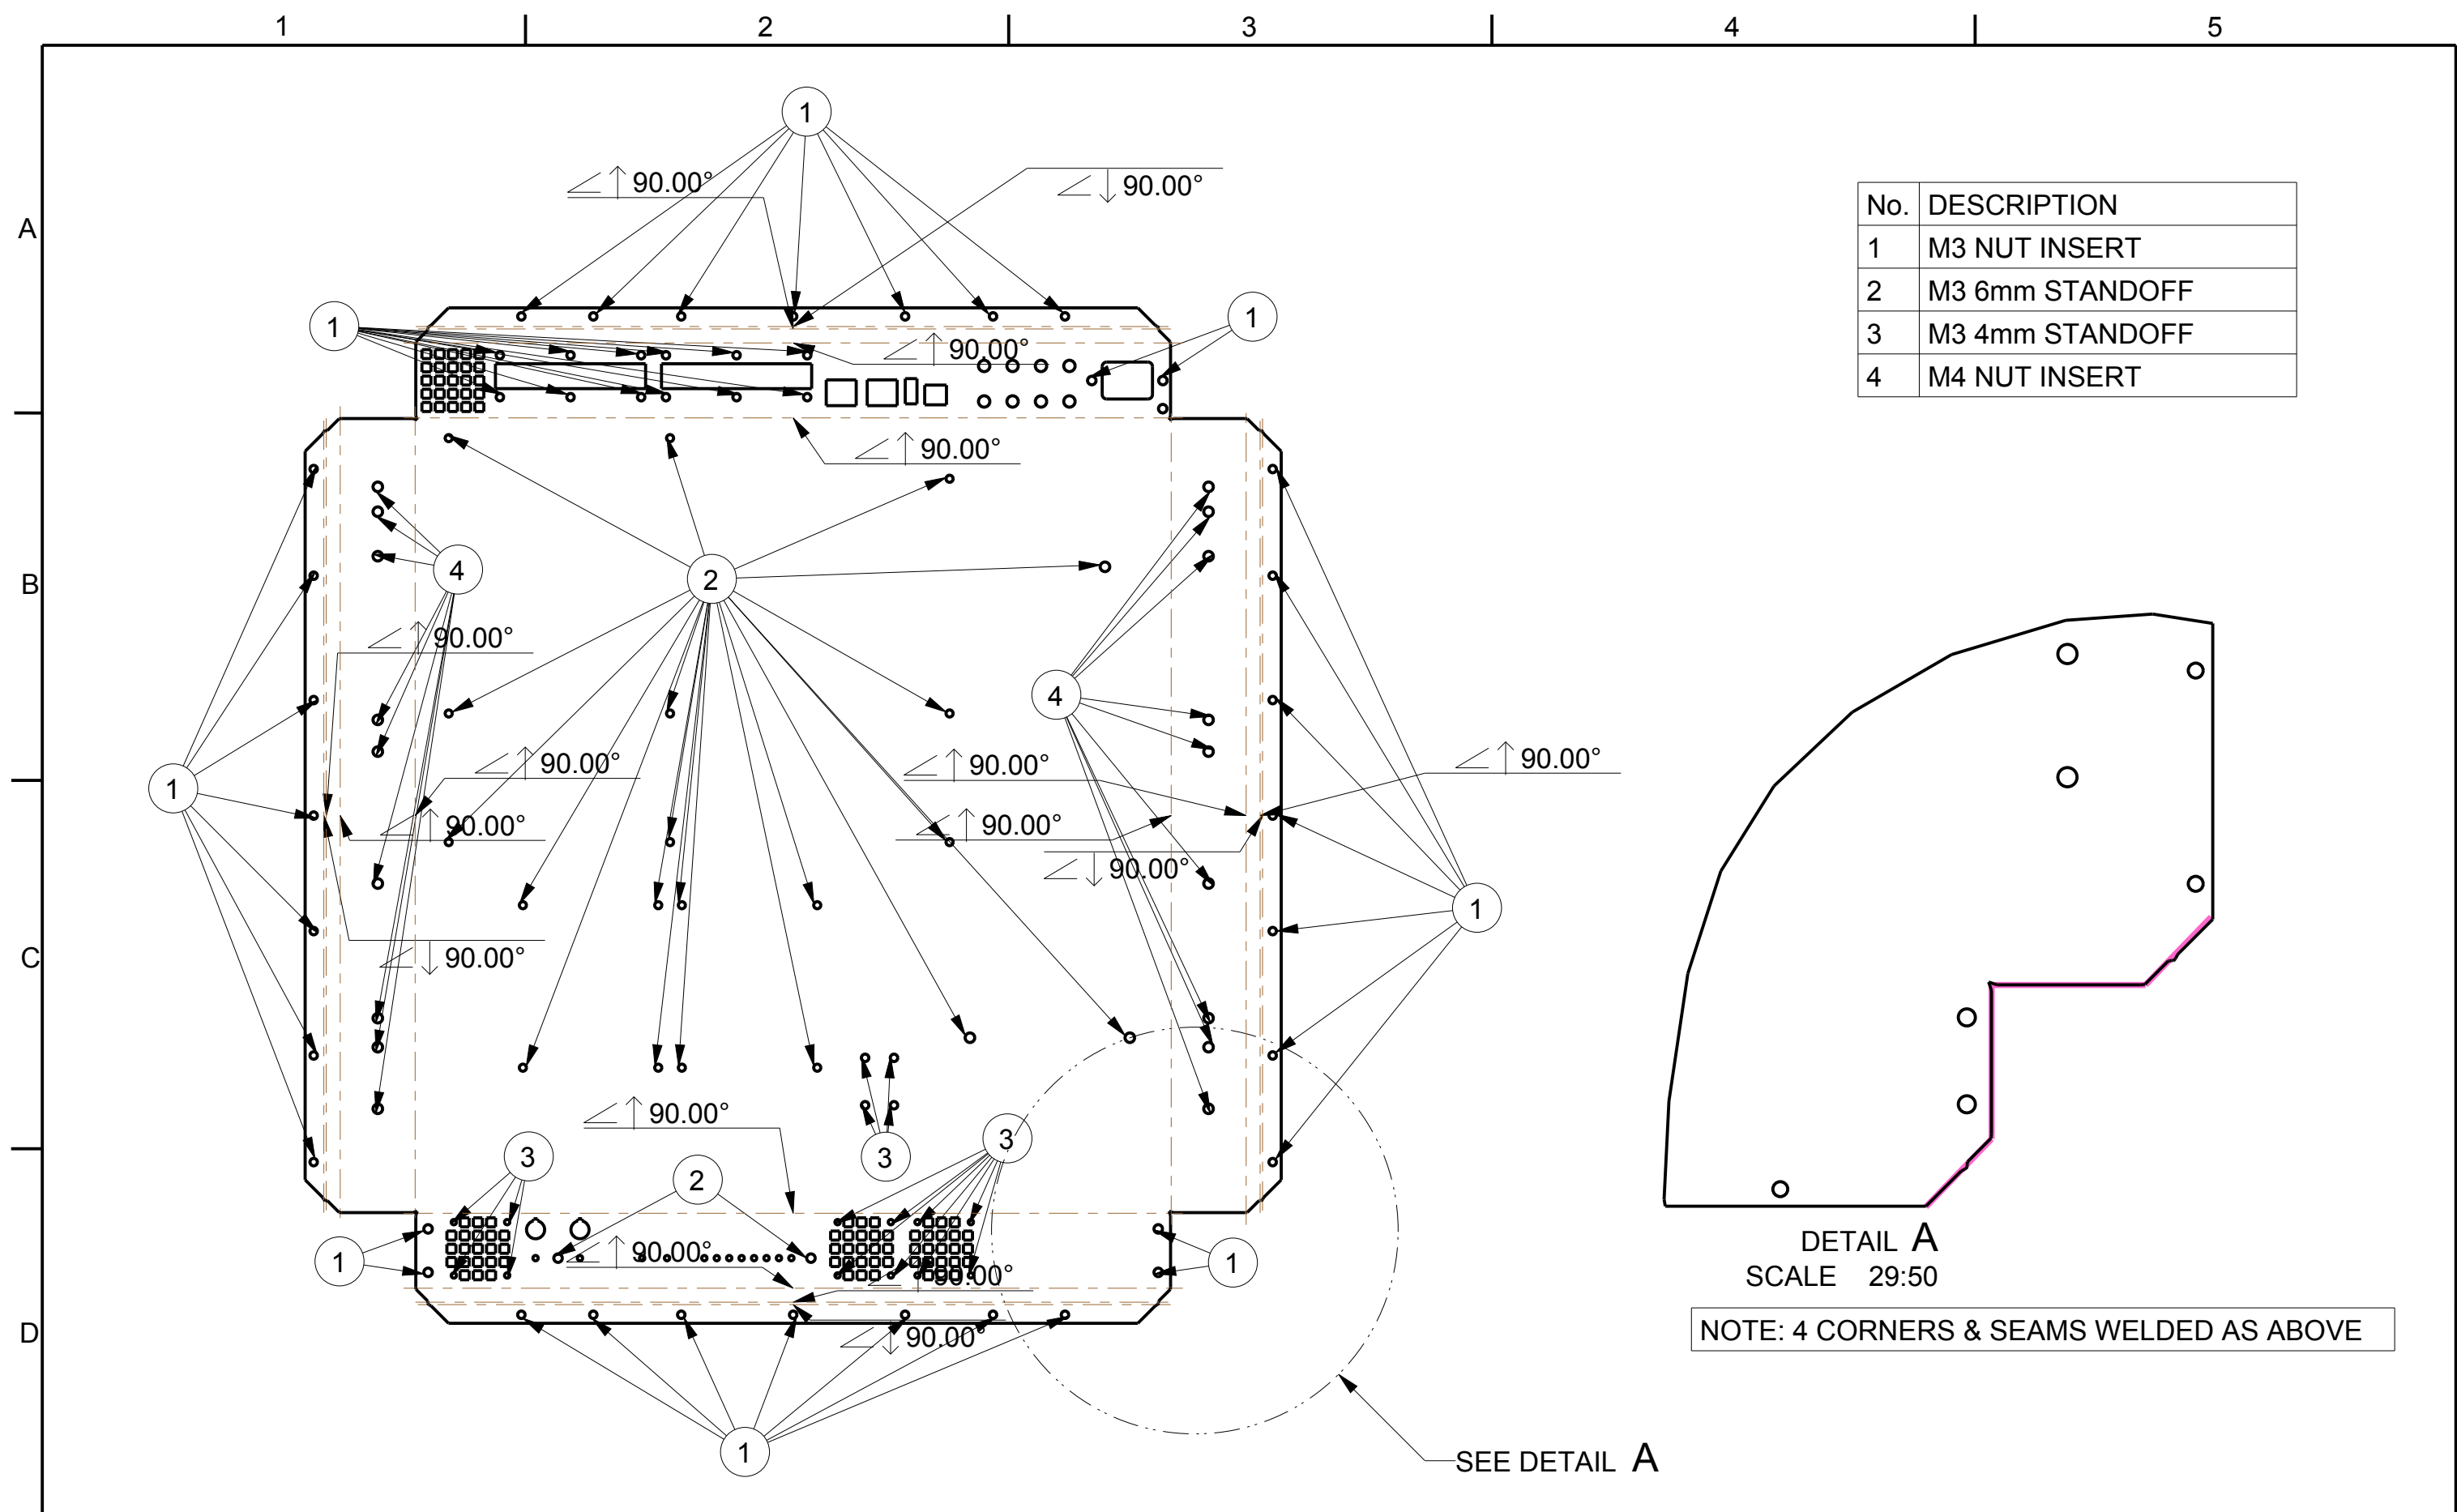 1 2 3 4 5
A
B
C
D
1
∠↑ 90.00°
∠↓ 90.00°
No. DESCRIPTION
1 M3 NUT INSERT
2 M3 6mm STANDOFF
3 M3 4mm STANDOFF
4 M4 NUT INSERT
1
1
∠↑ 90.00°
∠↑ 90.00°
4
2
∠↑ 90.00°
4
1
∠↑ 90.00°
∠↑ 90.00°
∠↑ 90.00°
∠↑ 90.00°
∠↑ 90.00°
∠↓ 90.00°
1
∠↓ 90.00°
∠↑ 90.00°
3
3
3
2
1
∠↑ 90.00°
1
∠↑ 90.00°
∠↓ 90.00°
1
DETAIL A
SCALE 29:50
NOTE: 4 CORNERS & SEAMS WELDED AS ABOVE
SEE DETAIL A